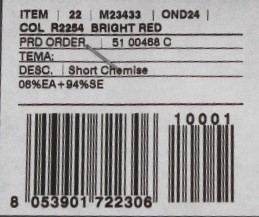 ITEM | 22 | M23433 | OND24 |
COL R2254 BRIGHT RED
PRD ORDER. | 51 00468 C
TEMA:
DESC. | Short Chemise
06%EA+94%SE
10001
8 053901 722306